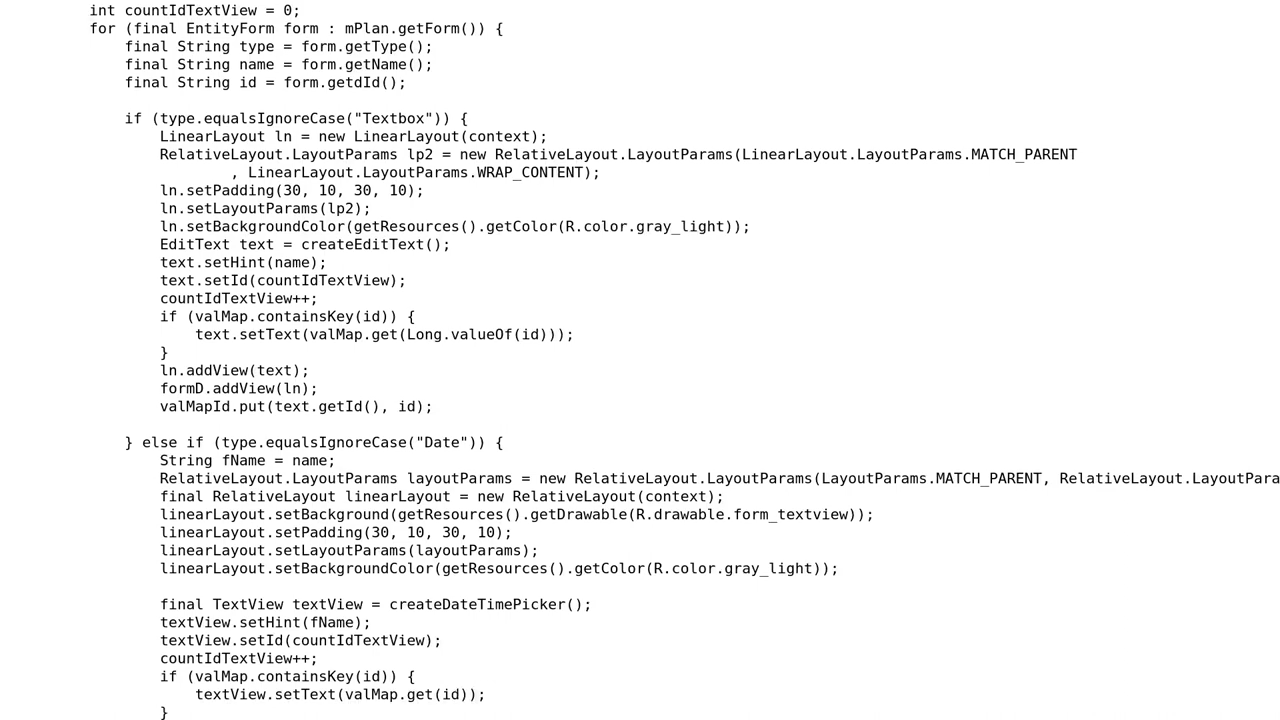 int countIdTextView = 0;
for (final EntityForm form : mPlan.getForm()) {
final String type = form.getType();
final String name = form.getName();
final String id = form.getdId();
if (type.equalsIgnoreCase("Textbox")) {
LinearLayout ln = new LinearLayout(context);
RelativeLayout.LayoutParams lp2 = new RelativeLayout.LayoutParams(LinearLayout.LayoutParams.MATCH_PARENT
, LinearLayout.LayoutParams.WRAP_CONTENT);
ln.setPadding(30, 10, 30, 10);
ln.setLayoutParams(lp2);
ln.setBackgroundColor(getResources().getColor(R.color.gray_light));
EditText text = createEditText();
text.setHint(name);
text.setId(countIdTextView);
countIdTextView++;
if (valMap.containsKey(id)) {
text.setText(valMap.get(Long.valueOf(id)));
}
ln.addView(text);
formD.addView(ln);
valMapId.put(text.getId(), id);
} else if (type.equalsIgnoreCase("Date")) {
String fName = name;
RelativeLayout.LayoutParams layoutParams = new RelativeLayout.LayoutParams(LayoutParams.MATCH_PARENT, RelativeLayout.LayoutPara
final RelativeLayout linearLayout = new RelativeLayout(context);
linearLayout.setBackground(getResources().getDrawable(R.drawable.form_textview));
linearLayout.setPadding(30, 10, 30, 10);
linearLayout.setLayoutParams(layoutParams);
linearLayout.setBackgroundColor(getResources().getColor(R.color.gray_light));
final TextView textView = createDateTimePicker();
textView.setHint(fName);
textView.setId(countIdTextView);
countIdTextView++;
if (valMap.containsKey(id)) {
textView.setText(valMap.get(id));
}